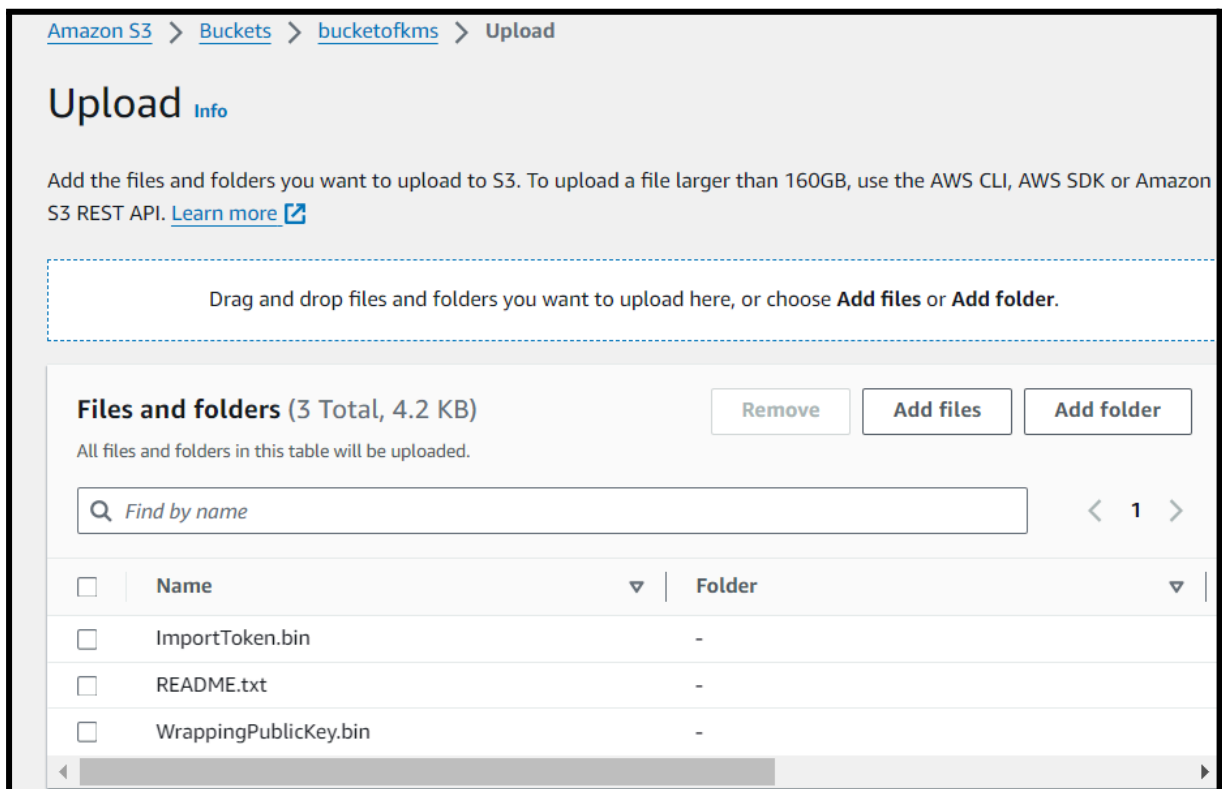 Amazon S3 > Buckets > bucketofkms > Upload
Upload Info
Add the files and folders you want to upload to S3. To upload a file larger than 160GB, use the AWS CLI, AWS SDK or Amazon
S3 REST API. Learn more
Drag and drop files and folders you want to upload here, or choose Add files or Add folder.
Files and folders (3 Total, 4.2 KB) Remove Add files Add folder
All files and folders in this table will be uploaded.
Find by name < 1 >
Name Folder
ImportToken.bin -
README.txt -
WrappingPublicKey.bin -